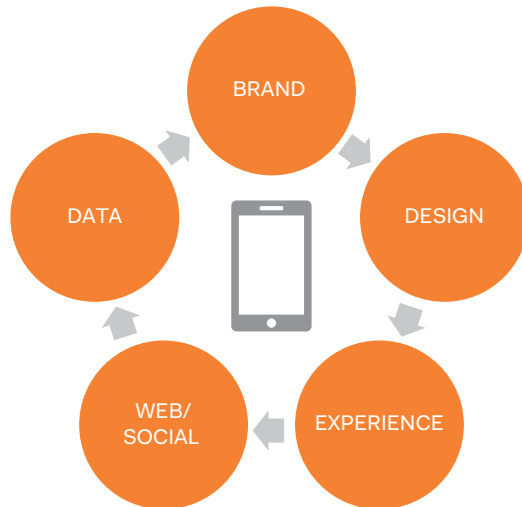 BRAND
DESIGN
EXPERIENCE
WEB/
SOCIAL
DATA